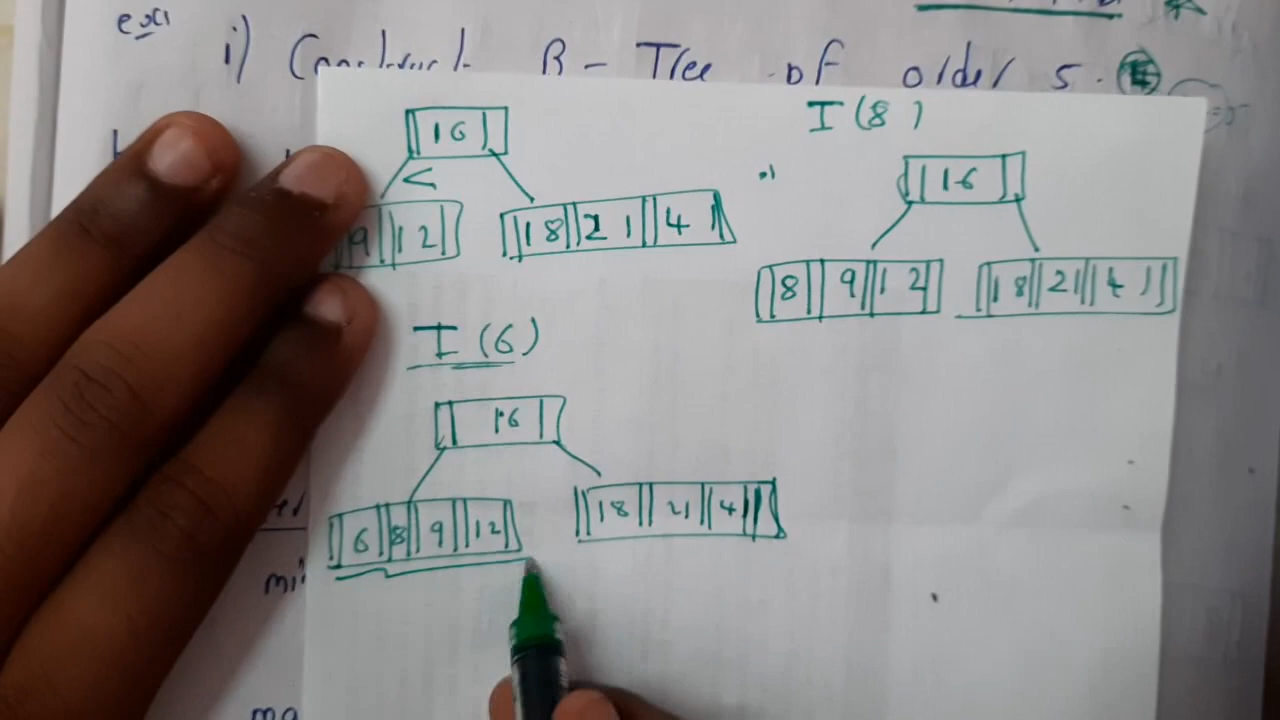 ex
i) Construct B-Tree of order 5.
16
<
9 12
18 21 41
I (8)
16
8 9 12
18 21 41
I (6)
16
6 8 9 12
18 21 41